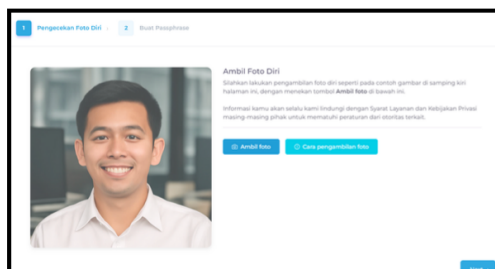 1 Pengecekan Foto Diri 2 Buat Passphrase
Ambil Foto Diri
Silahkan lakukan pengambilan foto diri seperti pada contoh gambar di samping kiri
halaman ini, dengan menekan tombol Ambil foto di bawah ini.
Informasi kamu akan selalu kami lindungi dengan Syarat Layanan dan Kebijakan Privasi
masing-masing pihak untuk mematuhi peraturan dari otoritas terkait.
Ambil foto Cara pengambilan foto